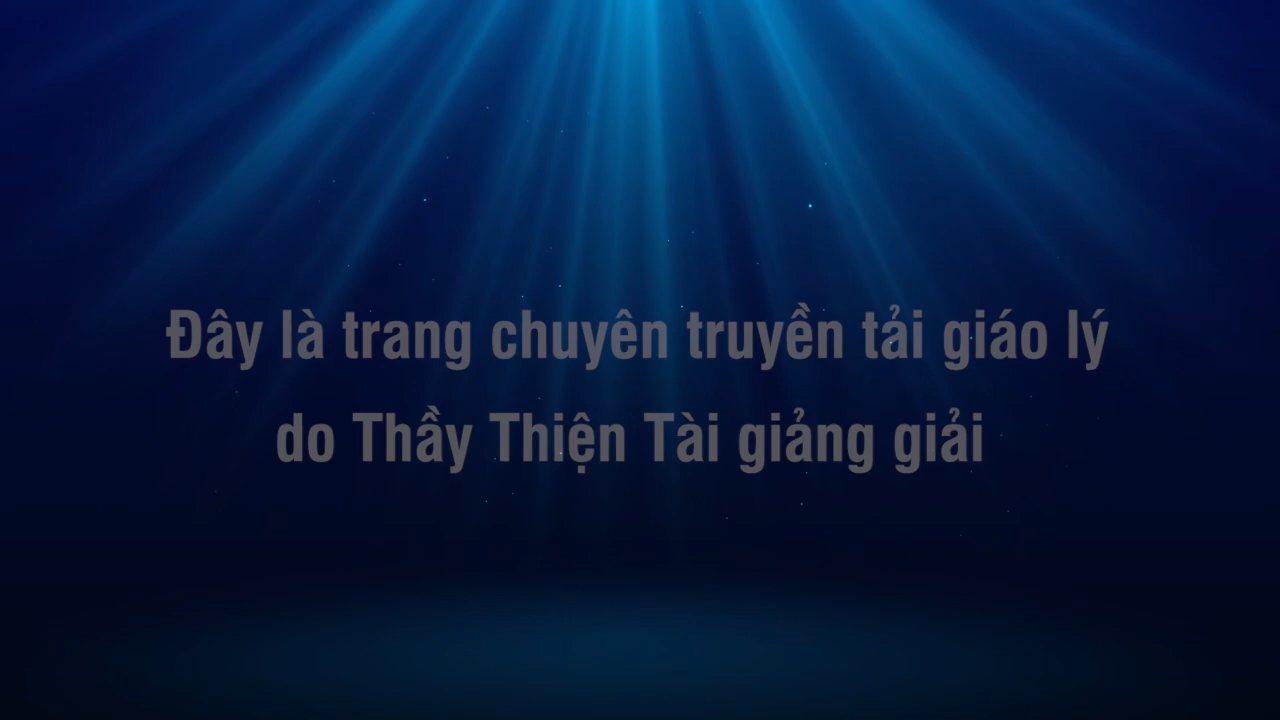 Đây là trang chuyên truyền tải giáo lý
do Thầy Thiện Tài giảng giải